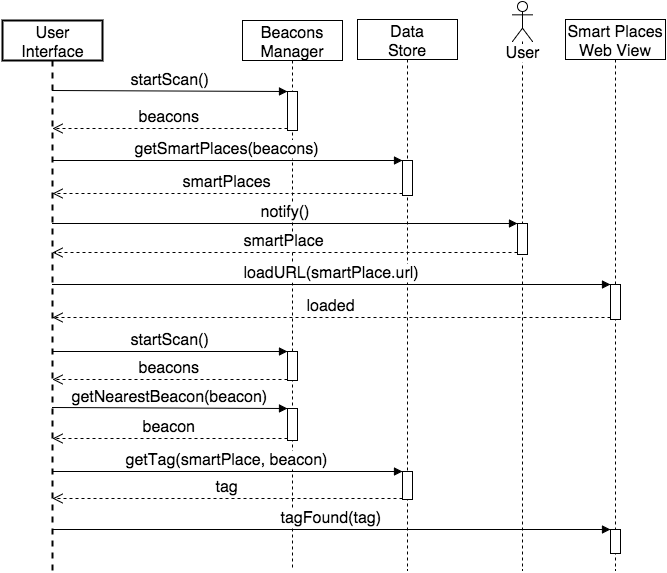 User
Interface
Beacons
Manager
Data
Store
User
Smart Places
Web View
startScan()
beacons
getSmartPlaces(beacons)
smartPlaces
notify()
smartPlace
loadURL(smartPlace.url)
loaded
startScan()
beacons
getNearestBeacon(beacon)
beacon
getTag(smartPlace, beacon)
tag
tagFound(tag)